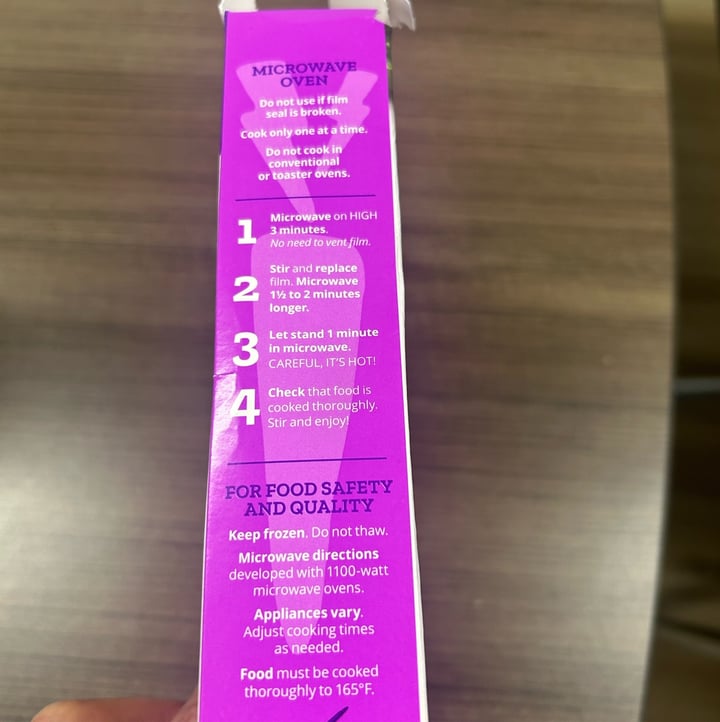 MICROWAVE
OVEN
Do not use if film
seal is broken.
Cook only one at a time.
Do not cook in
conventional
or toaster ovens.
1 Microwave on HIGH
3 minutes.
No need to vent film.
2 Stir and replace
film. Microwave
1½ to 2 minutes
longer.
3 Let stand 1 minute
in microwave.
CAREFUL, IT'S HOT!
4 Check that food is
cooked thoroughly.
Stir and enjoy!
FOR FOOD SAFETY
AND QUALITY
Keep frozen. Do not thaw.
Microwave directions
developed with 1100-watt
microwave ovens.
Appliances vary.
Adjust cooking times
as needed.
Food must be cooked
thoroughly to 165°F.